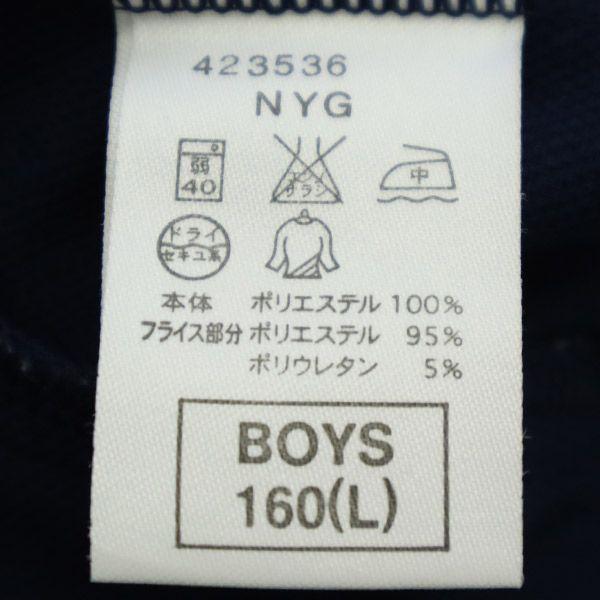 423536
NYG
弱
40
エンソ
サラシ
中
ドライ
セキユ系
本体 ポリエステル 100%
フライス部分 ポリエステル 95%
ポリウレタン 5%
BOYS
160(L)